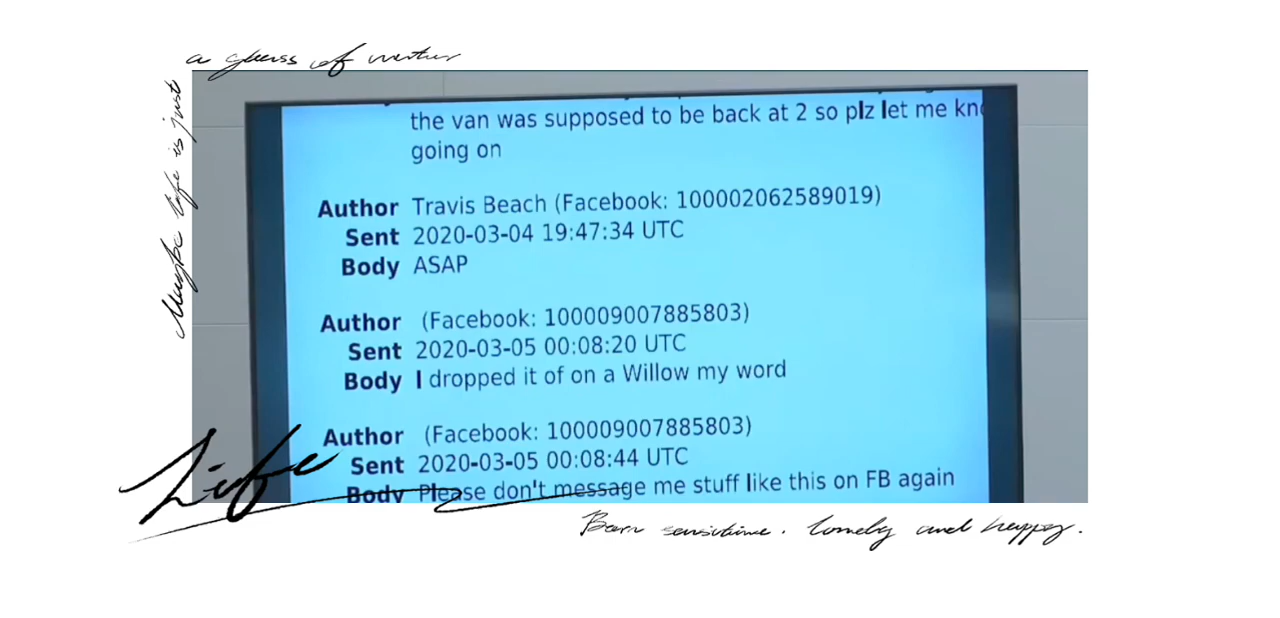 a glass of water
Maybe life is just
the van was supposed to be back at 2 so plz let me kno
going on
Author Travis Beach (Facebook: 100002062589019)
Sent 2020-03-04 19:47:34 UTC
Body ASAP
Author (Facebook: 100009007885803)
Sent 2020-03-05 00:08:20 UTC
Body I dropped it of on a Willow my word
Author (Facebook: 100009007885803)
Sent 2020-03-05 00:08:44 UTC
Body Please don't message me stuff like this on FB again
Life
Born sensitive. lonely and happy.